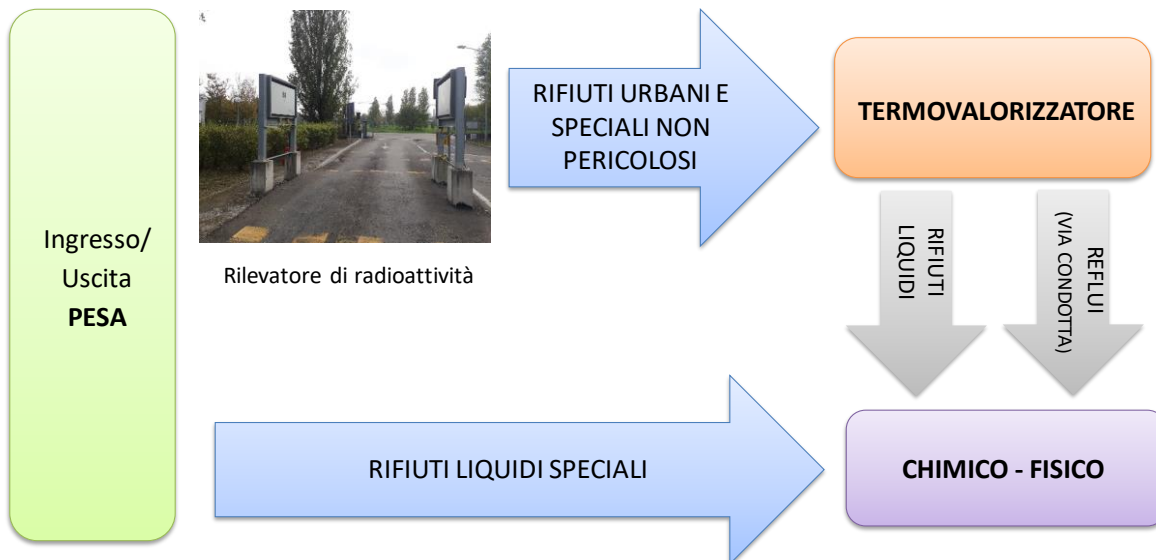 Ingresso/
Uscita
PESA
Rilevatore di radioattività
RIFIUTI URBANI E
SPECIALI NON
PERICOLOSI
TERMOVALORIZZATORE
RIFIUTI
LIQUIDI
REFLUI
(VIA CONDOTTA)
RIFIUTI LIQUIDI SPECIALI
CHIMICO - FISICO